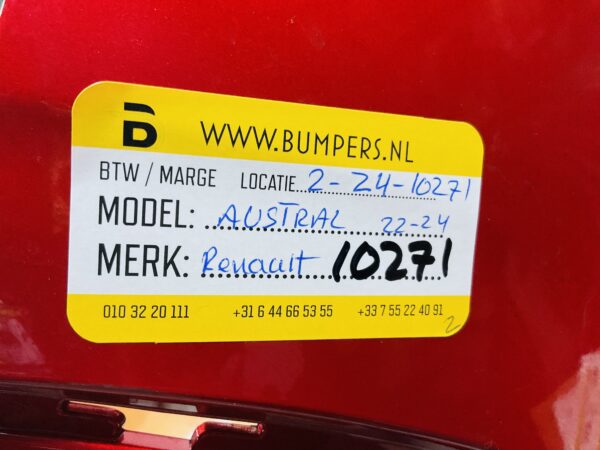 B WWW.BUMPERS.NL
BTW / MARGE LOCATIE 2-24-10271
MODEL: AUSTRAL 22-24
MERK: Renault 10271
010 32 20 111 +31 6 44 66 53 55 +33 7 55 22 40 91
2